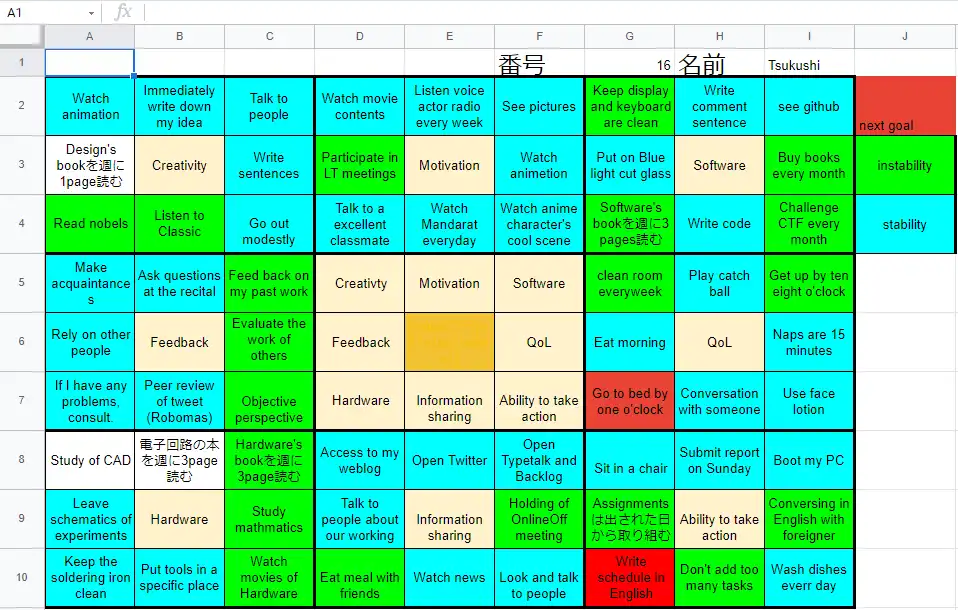 A1 fx
A B C D E F G H I J
1 番号 16 名前 Tsukushi
2
Watch
animation
Immediately
write down
my idea
Talk to
people
Watch movie
contents
Listen voice
actor radio
every week
See pictures
Keep display
and keyboard
are clean
Write
comment
sentence
see github
next goal
3
Design's
bookを週に
1page読む
Creativity
Write
sentences
Participate in
LT meetings
Motivation
Watch
animation
Put on Blue
light cut glass
Software
Buy books
every month
instability
4
Read nobels
Listen to
Classic
Go out
modestly
Talk to a
excellent
classmate
Watch
Mandarat
everyday
Watch anime
character's
cool scene
Software's
bookを週に3
pages読む
Write code
Challenge
CTF every
month
stability
5
Make
acquaintance
s
Ask questions
at the recital
Feed back on
my past work
Creativty
Motivation
Software
clean room
everyweek
Play catch
ball
Get up by ten
eight o'clock
6
Rely on other
people
Feedback
Evaluate the
work of
others
Feedback
QoL
Eat morning
QoL
Naps are 15
minutes
7
If I have any
problems,
consult.
Peer review
of tweet
(Robomas)
Objective
perspective
Hardware
Information
sharing
Ability to take
action
Go to bed by
one o'clock
Conversation
with someone
Use face
lotion
8
Study of CAD
電子回路の本
を週に3page
読む
Hardware's
bookを週に
3page読む
Access to my
weblog
Open Twitter
Open
Typetalk and
Backlog
Sit in a chair
Submit report
on Sunday
Boot my PC
9
Leave
schematics of
experiments
Hardware
Study
mathmatics
Talk to
people about
our working
Information
sharing
Holding of
OnlineOff
meeting
Assignments
は出された日
から取り組む
Ability to take
action
Conversing in
English with
foreigner
10
Keep the
soldering iron
clean
Put tools in a
specific place
Watch
movies of
Hardware
Eat meal with
friends
Watch news
Look and talk
to people
Write
schedule in
English
Don't add too
many tasks
Wash dishes
everr day